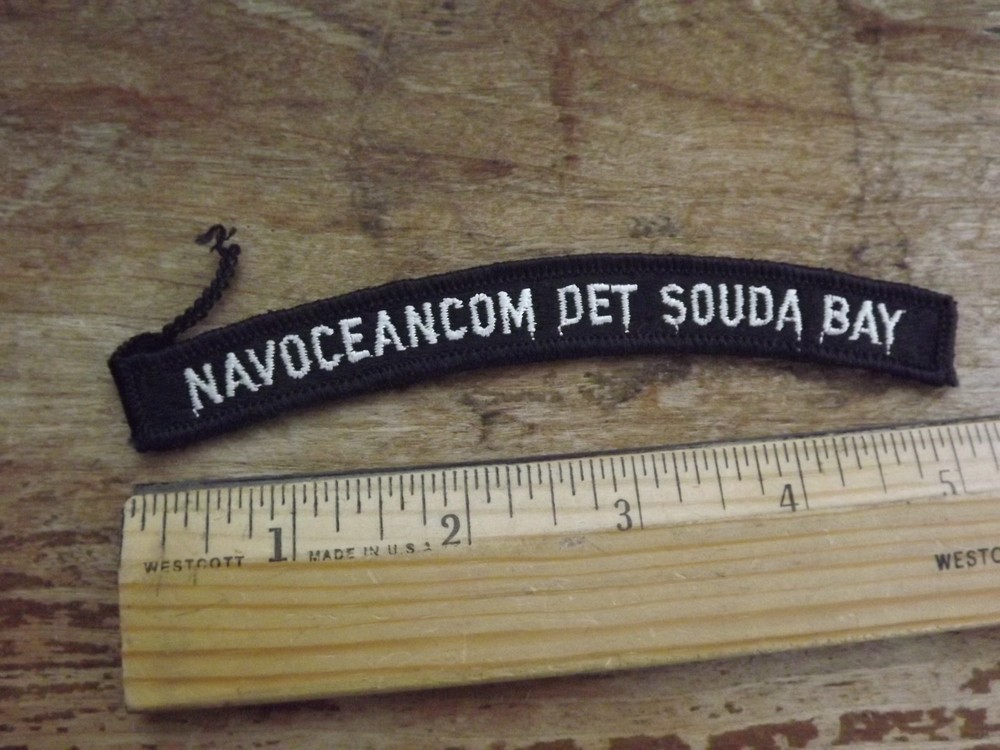 NAVOCEANCOM DET SOUDA BAY
1 2 3 4 5
WESTCOTT MADE IN U.S.A. WESTC